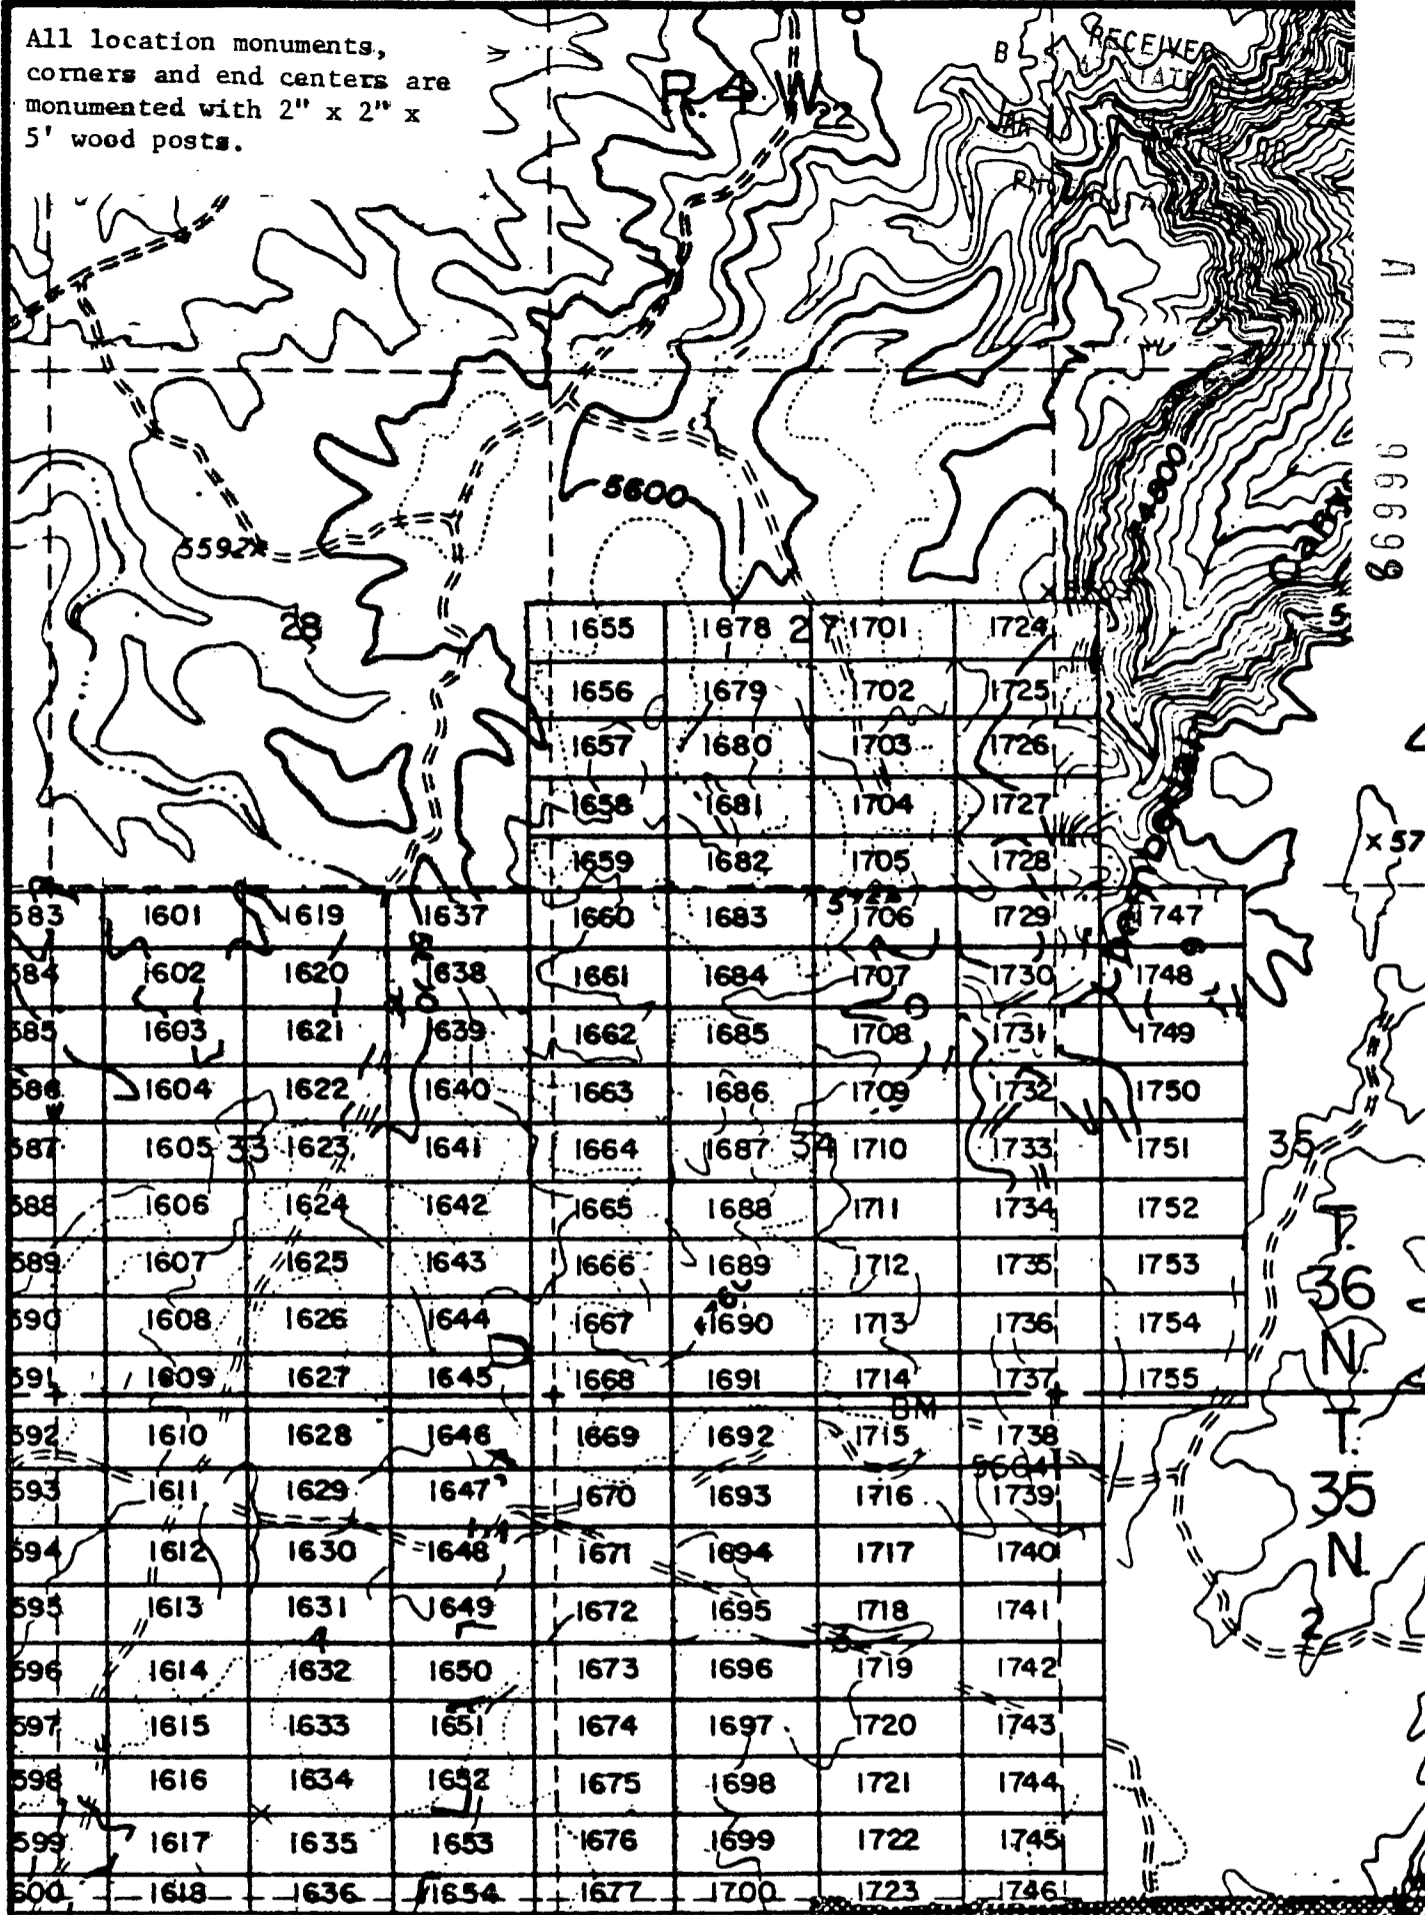 All location monuments,
corners and end centers are
monumented with 2" x 2" x
5' wood posts.
R. 4 W
22
RECEIVED
A MC 96698
4800
5600
5592x
28
1655 1678 27 1701 1724
1656 1679 1702 1725
1657 1680 1703 1726
1658 1681 1704 1727
x 57
1659 1682 1705 1728
583 1601 1619 1637 1660 1683 1706 1729 1747
584 1602 1620 1638 1661 1684 1707 1730 1748
585 1603 1621 1639 1662 1685 1708 1731 1749
586 1604 1622 1640 1663 1686 1709 1732 1750
587 1605 33 1623 1641 1664 1687 34 1710 1733 1751 35
588 1606 1624 1642 1665 1688 1711 1734 1752
T.
589 1607 1625 1643 1666 1689 1712 1735 1753
36
590 1608 1626 1644 1667 1690 1713 1736 1754
N.
591 1609 1627 1645 1668 1691 1714 1737 1755
BM
T.
592 1610 1628 1646 1669 1692 1715 1738
5604
35
593 1611 1629 1647 1670 1693 1716 1739
N.
594 1612 1630 1648 1671 1694 1717 1740
595 1613 1631 1649 1672 1695 1718 1741
2
4
3
596 1614 1632 1650 1673 1696 1719 1742
597 1615 1633 1651 1674 1697 1720 1743
598 1616 1634 1652 1675 1698 1721 1744
599 1617 1635 1653 1676 1699 1722 1745
600 1618 1636 1654 1677 1700 1723 1746